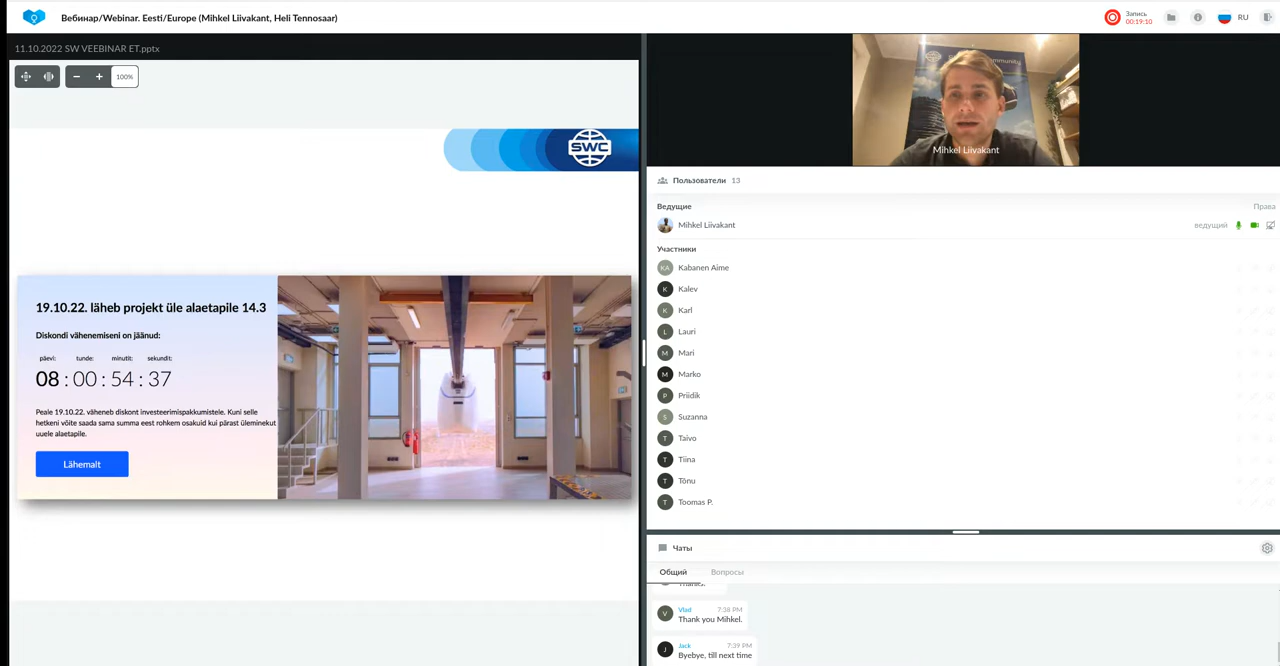 Вебинар/Webinar. Eesti/Europe (Mihkel Liivakant, Heli Tennosaar)
Запись
00:19:10
RU
11.10.2022 SW VEEBINAR ET.pptx
100%
SWC
19.10.22. läheb projekt üle alaetapile 14.3
Diskondi vähenemiseni on jäänud:
päevi: tunde: minutit: sekundit:
08 : 00 : 54 : 37
Peale 19.10.22. väheneb diskont investeerimispakkumistele. Kuni selle
hetkeni võite saada sama summa eest rohkem osakuid kui pärast üleminekut
uuele alaetapile.
Lähemalt
Mihkel Liivakant
Пользователи 13
Ведущие Права
Mihkel Liivakant ведущий
Участники
KA Kabanen Aime
K Kalev
K Karl
L Lauri
M Mari
M Marko
P Priidik
S Suzanna
T Taivo
T Tiina
T Tõnu
T Toomas P.
Чаты
Общий Вопросы
Thanks.
V Vlad 7:38 PM
Thank you Mihkel.
J Jack 7:39 PM
Byebye, till next time